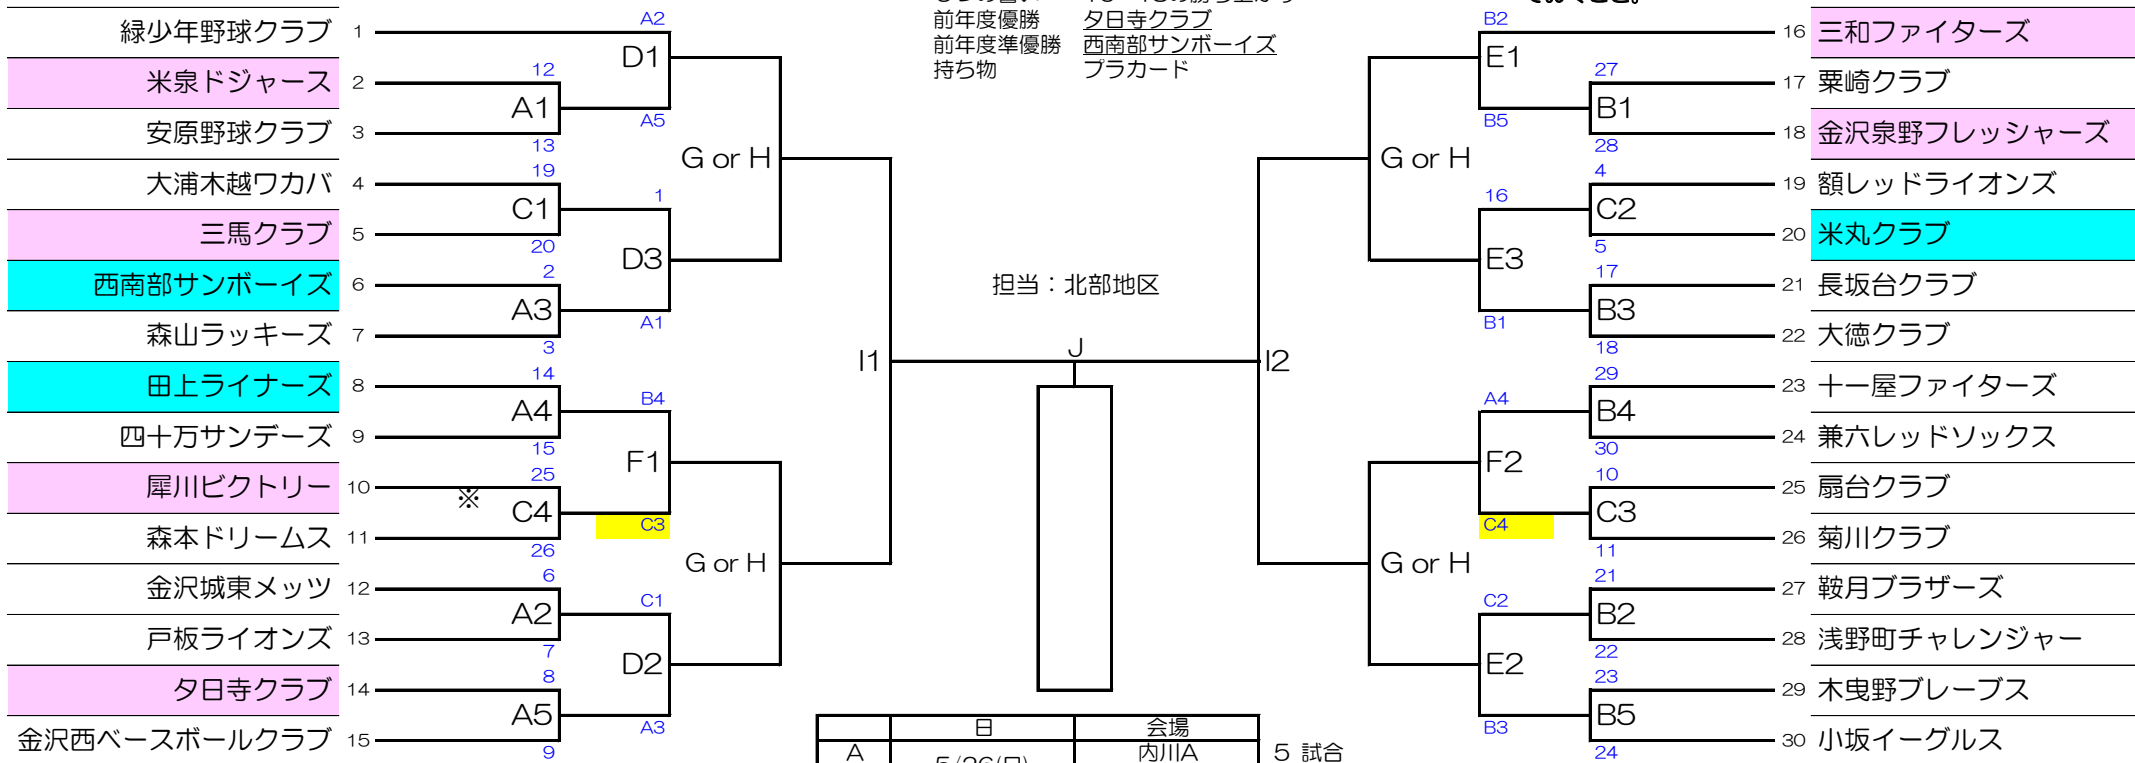 前年度優勝 夕日寺クラブ
前年度準優勝 西南部サンボーイズ
持ち物 プラカード
緑少年野球クラブ 1
米泉ドジャース 2
安原野球クラブ 3
大浦木越ワカバ 4
三馬クラブ 5
西南部サンボーイズ 6
森山ラッキーズ 7
田上ライナーズ 8
四十万サンデーズ 9
犀川ビクトリー 10
森本ドリームス 11
金沢城東メッツ 12
戸板ライオンズ 13
夕日寺クラブ 14
金沢西ベースボールクラブ 15
12
A1
13
19
C1
20
2
A3
3
14
A4
15
25
※ C4
26
6
A2
7
8
A5
9
A2
D1
A5
1
D3
A1
B4
F1
C3
C1
D2
A3
G or H
G or H
I1
担当：北部地区
J
I2
G or H
G or H
B2
E1
B5
16
E3
B1
A4
F2
C4
C2
E2
B3
27
B1
28
4
C2
5
17
B3
18
29
B4
30
10
C3
11
21
B2
22
23
B5
24
16 三和ファイターズ
17 粟崎クラブ
18 金沢泉野フレッシャーズ
19 額レッドライオンズ
20 米丸クラブ
21 長坂台クラブ
22 大徳クラブ
23 十一屋ファイターズ
24 兼六レッドソックス
25 扇台クラブ
26 菊川クラブ
27 鞍月ブラザーズ
28 浅野町チャレンジャー
29 木曳野ブレーブス
30 小坂イーグルス
日 会場
A 内川A 5 試合